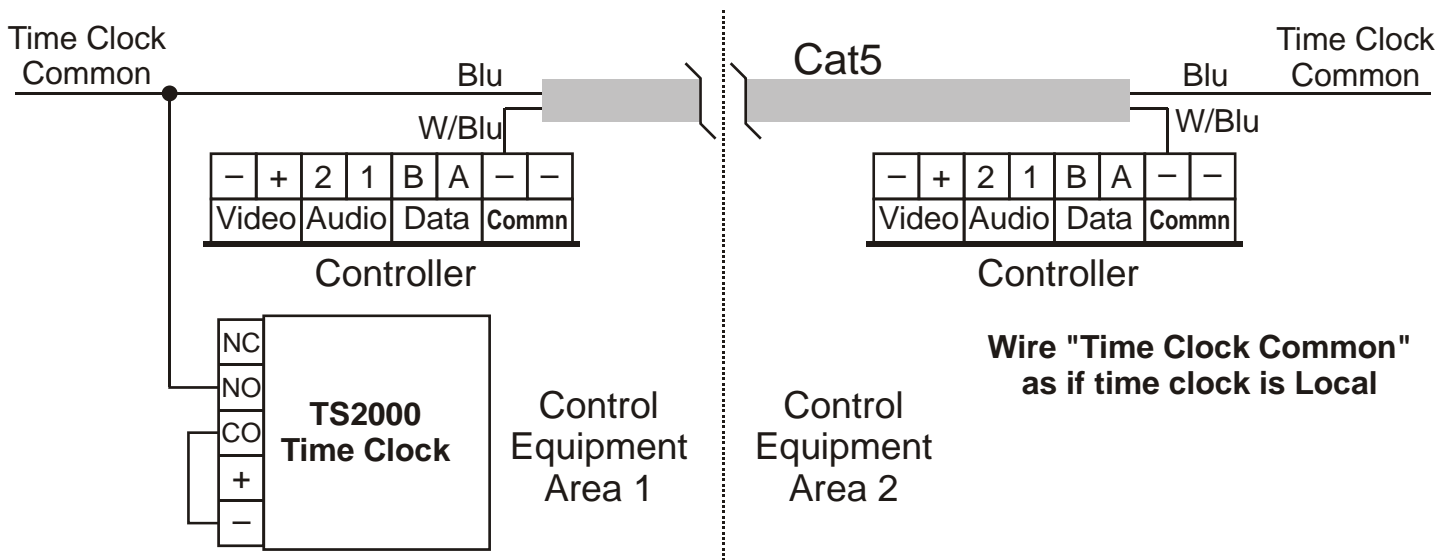 Time Clock
Common
Blu
W/Blu
Cat5
Blu
W/Blu
Time Clock
Common
– + 2 1 B A – –
Video Audio Data Commn
Controller
– + 2 1 B A – –
Video Audio Data Commn
Controller
NC
NO
CO
+
–
TS2000
Time Clock
Control
Equipment
Area 1
Control
Equipment
Area 2
Wire "Time Clock Common"
as if time clock is Local